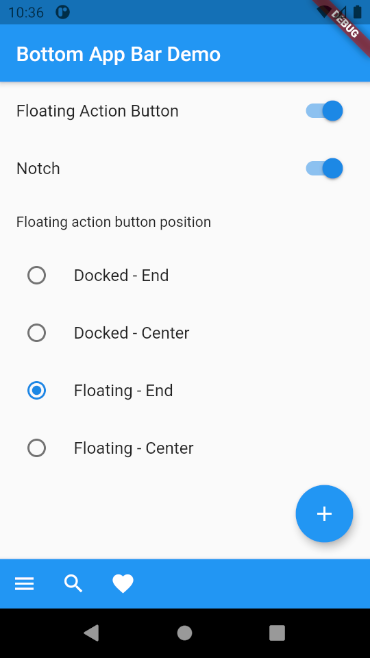 10:36
DEBUG
Bottom App Bar Demo
Floating Action Button
Notch
Floating action button position
Docked - End
Docked - Center
Floating - End
Floating - Center